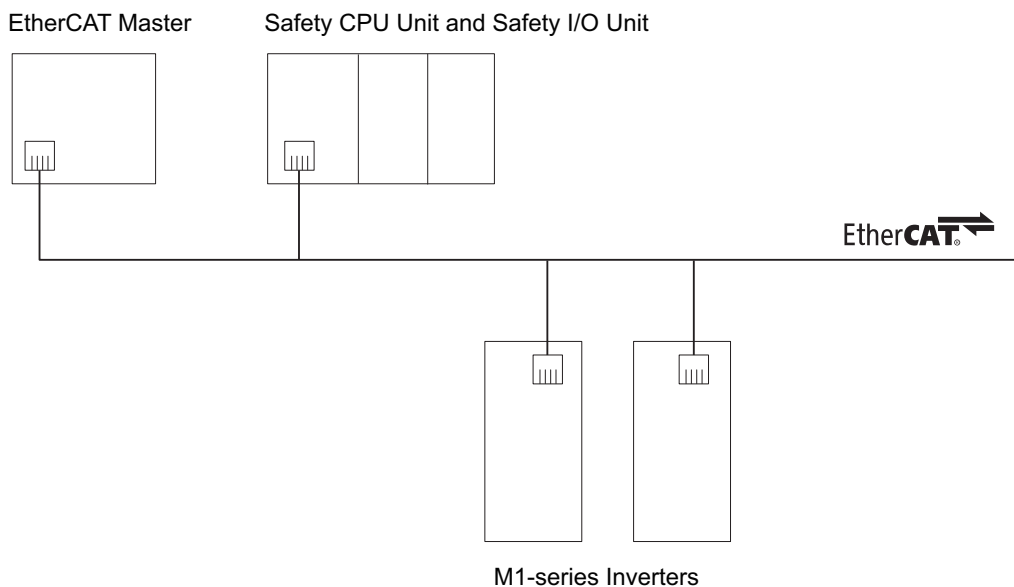 EtherCAT Master
Safety CPU Unit and Safety I/O Unit
EtherCAT®
M1-series Inverters